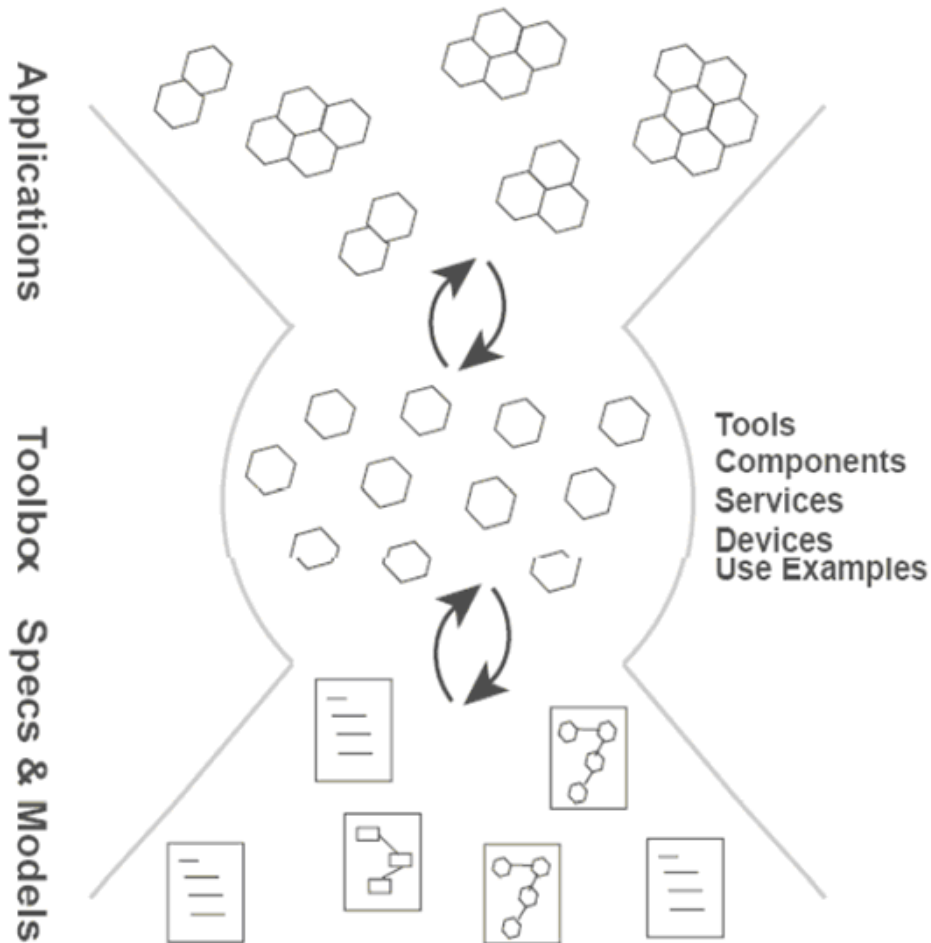 Applications
Toolbox
Tools
Components
Services
Devices
Use Examples
Specs & Models